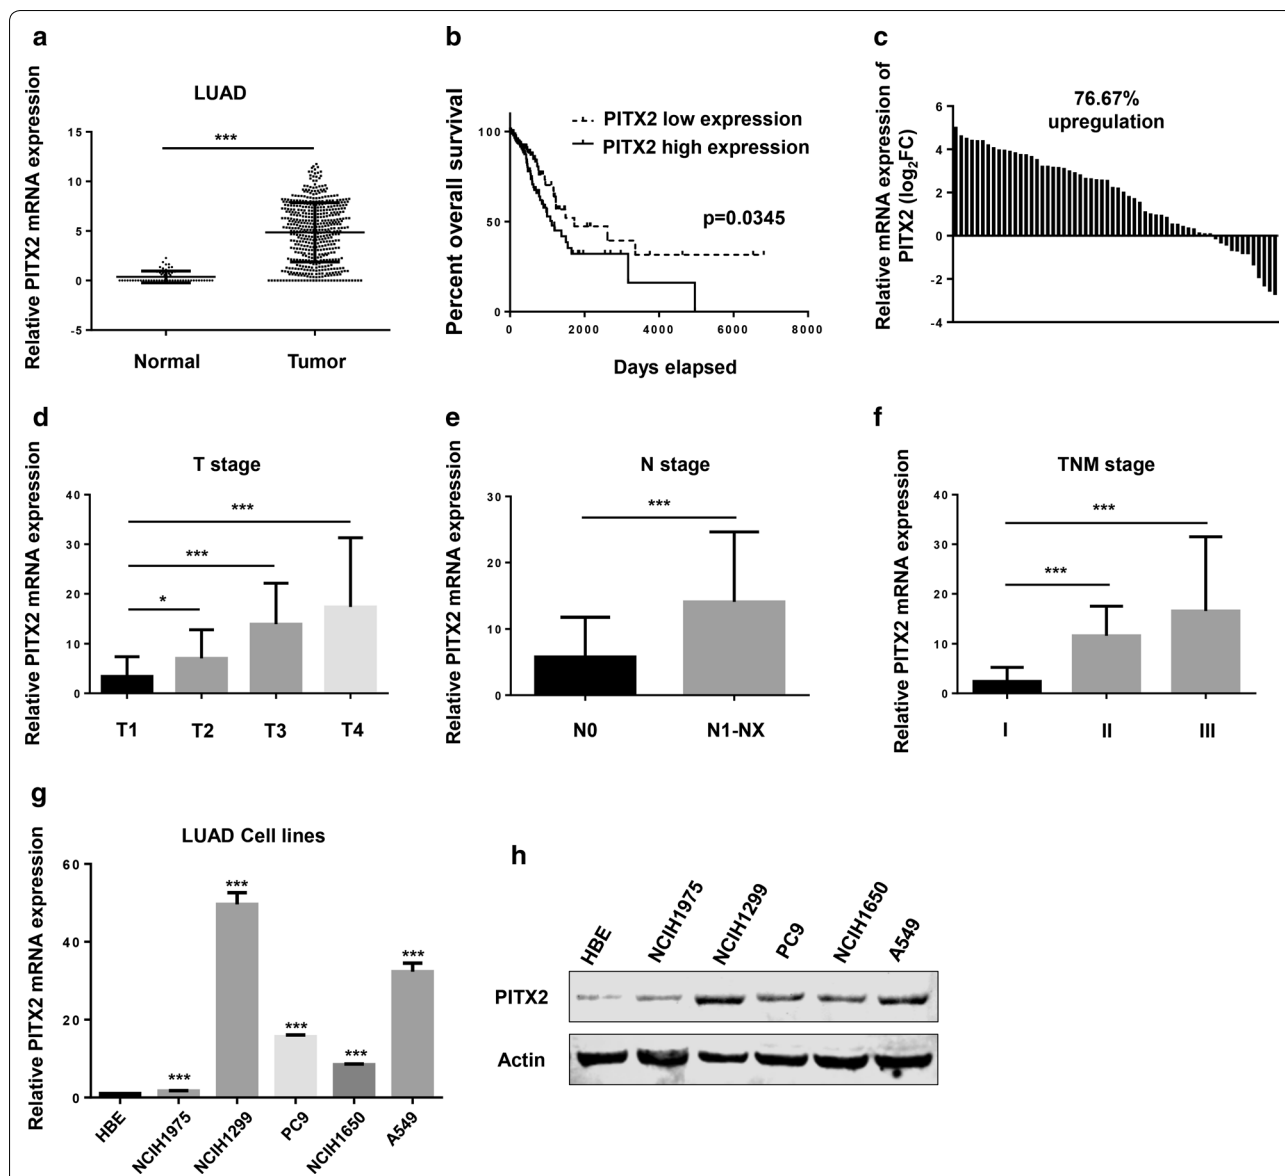 a
LUAD
Relative PITX2 mRNA expression
15
10
5
0
-5
***
Normal
Tumor
b
Percent overall survival
100
50
0
PITX2 low expression
PITX2 high expression
p=0.0345
0
2000
4000
6000
8000
Days elapsed
c
Relative mRNA expression of
PITX2 (log2FC)
76.67%
upregulation
6
4
2
0
-2
-4
d
T stage
Relative PITX2 mRNA expression
40
30
20
10
0
***
***
*
T1
T2
T3
T4
e
N stage
Relative PITX2 mRNA expression
30
20
10
0
***
N0
N1-NX
f
TNM stage
Relative PITX2 mRNA expression
40
30
20
10
0
***
***
I
II
III
g
LUAD Cell lines
Relative PITX2 mRNA expression
60
40
20
0
***
***
***
***
***
HBE
NCIH1975
NCIH1299
PC9
NCIH1650
A549
h
HBE
NCIH1975
NCIH1299
PC9
NCIH1650
A549
PITX2
Actin